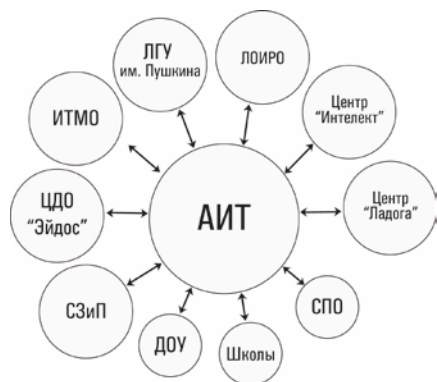 ЛГУ
им. Пушкина
ЛОИРО
Центр
"Интелект"
ИТМО
ЦДО
"Эйдос"
АИТ
Центр
"Ладога"
СЗиП
СПО
ДОУ
Школы